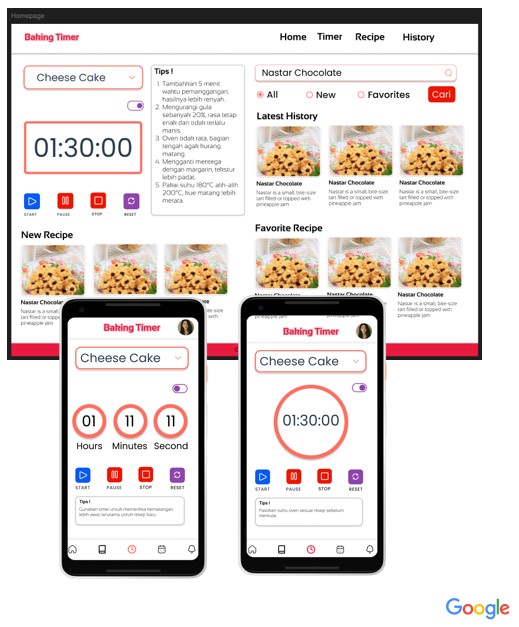 Homepage
Baking Timer
Home Timer Recipe History
Cheese Cake
01:30:00
START PAUSE STOP RESET
Tips !
1. Tambahkan 5 menit
waktu pemanggangan,
hasilnya lebih renyah.
2. Mengurangi gula
sebanyak 20%, rasa tetap
enak dan tidak terlalu
manis.
3. Oven tidak rata, bagian
tengah agak kurang
matang.
4. Mengganti mentega
dengan margarin, tekstur
lebih padat.
5. Pakai suhu 180°C alih-alih
200°C, kue matang lebih
merata.
Nastar Chocolate
All New Favorites Cari
Latest History
Nastar Chocolate Nastar Chocolate Nastar Chocolate
Nastar is a small, bite-size Nastar is a small, bite-size Nastar is a small, bite-size
tart filled or topped with tart filled or topped with tart filled or topped with
pineapple jam pineapple jam pineapple jam
New Recipe
Nastar Chocolate
Nastar is a small, bite-size
tart filled or topped with
pineapple jam
Favorite Recipe
Nastar Chocolate
Nastar is a small, bite-size
tart filled or topped with
pineapple jam
Baking Timer
Cheese Cake
01 11 11
Hours Minutes Second
START PAUSE STOP RESET
Tips !
Gunakan timer untuk memeriksa kematangan
lebih awal, terutama untuk resep baru.
Baking Timer
Cheese Cake
01:30:00
START PAUSE STOP RESET
Tips !
Pastikan suhu oven sesuai resep sebelum
memulai
Google